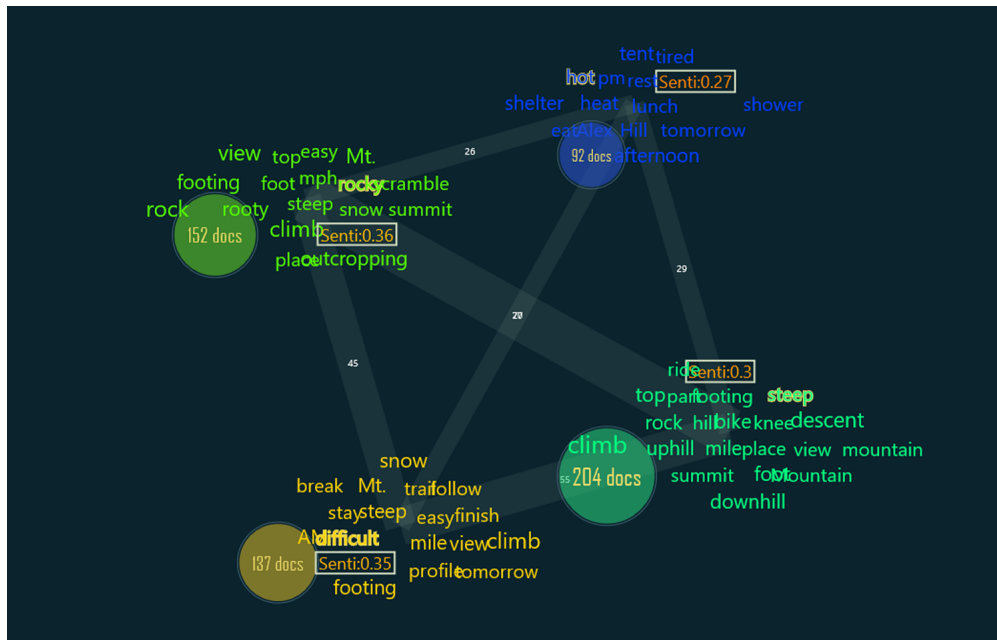 tent tired
hot pm rest Senti:0.27
shelter heat lunch shower
eat Alex Hill tomorrow
92 docs afternoon
26
view top easy Mt.
footing foot mph rocky scramble
rock rooty steep snow summit
152 docs climb Senti:0.36
place outcropping
29
45
ride Senti:0.3
top part footing steep
rock hill bike knee descent
climb uphill mile place view mountain
55 204 docs summit foot Mountain
downhill
snow
break Mt. trail follow
stay steep easy finish
difficult mile view climb
137 docs Senti:0.35 profile tomorrow
footing